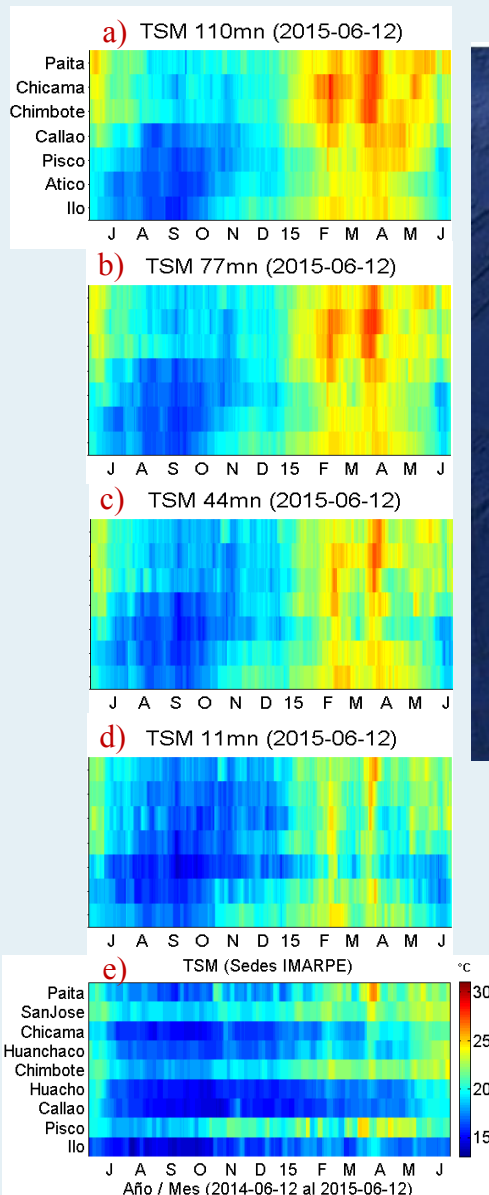 a) TSM 110mn (2015-06-12)
Paita
Chicama
Chimbote
Callao
Pisco
Atico
Ilo
J A S O N D 15 F M A M J
b) TSM 77mn (2015-06-12)
J A S O N D 15 F M A M J
c) TSM 44mn (2015-06-12)
J A S O N D 15 F M A M J
d) TSM 11mn (2015-06-12)
J A S O N D 15 F M A M J
e) TSM (Sedes IMARPE) °C
Paita
SanJose
Chicama
Huanchaco
Chimbote
Huacho
Callao
Pisco
Ilo
30
25
20
15
J A S O N D 15 F M A M J
Año / Mes (2014-06-12 al 2015-06-12)